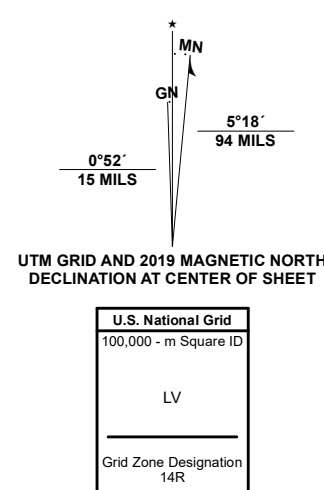 MN
GN
5°18´
94 MILS
0°52´
15 MILS
UTM GRID AND 2019 MAGNETIC NORTH
DECLINATION AT CENTER OF SHEET
U.S. National Grid
100,000 - m Square ID
LV
Grid Zone Designation
14R